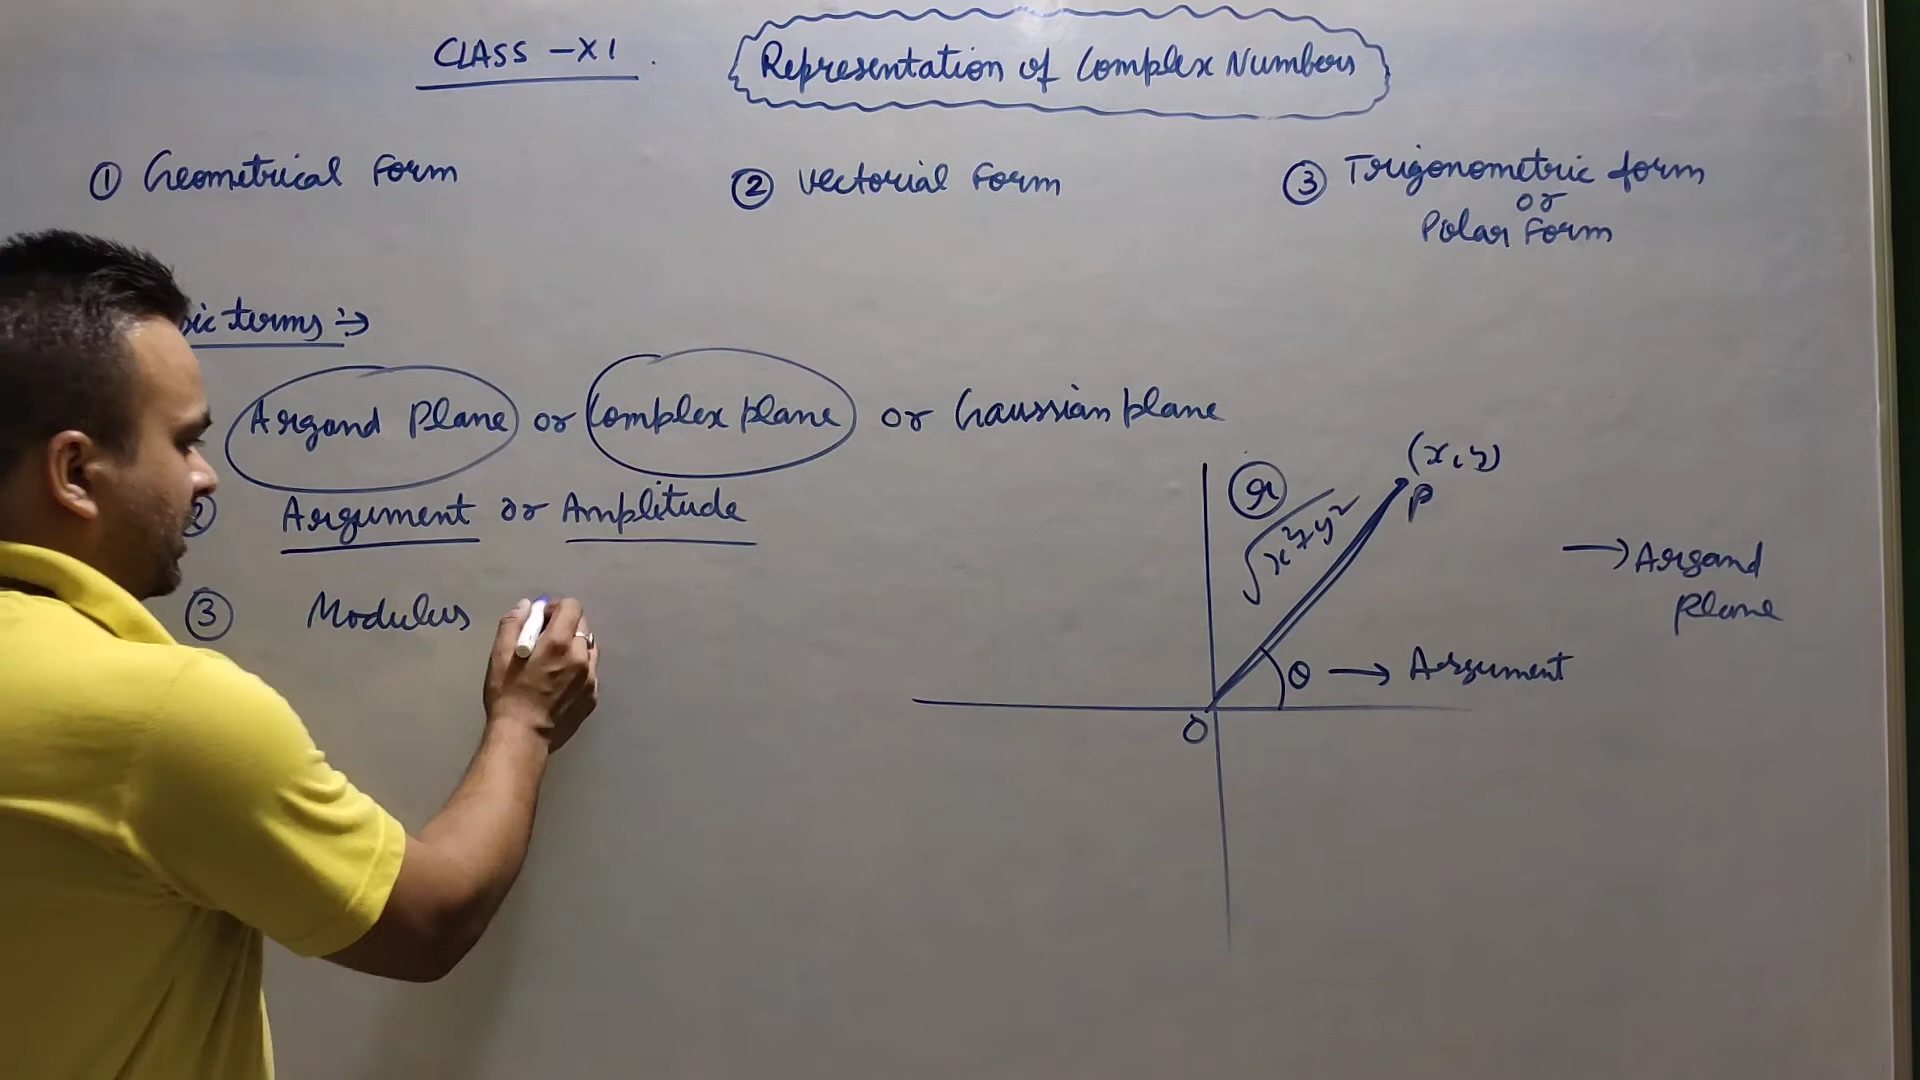 CLASS - XI.
Representation of Complex Numbers
① Geometrical Form
② Vectorial Form
③ Trigonometric form
or
Polar Form
sic terms :→
Argand Plane or Complex plane or Gaussian plane
② Argument or Amplitude
③ Modulus
(x, y)
P
r
√x²+y²
θ → Argument
O
→ Argand
Plane